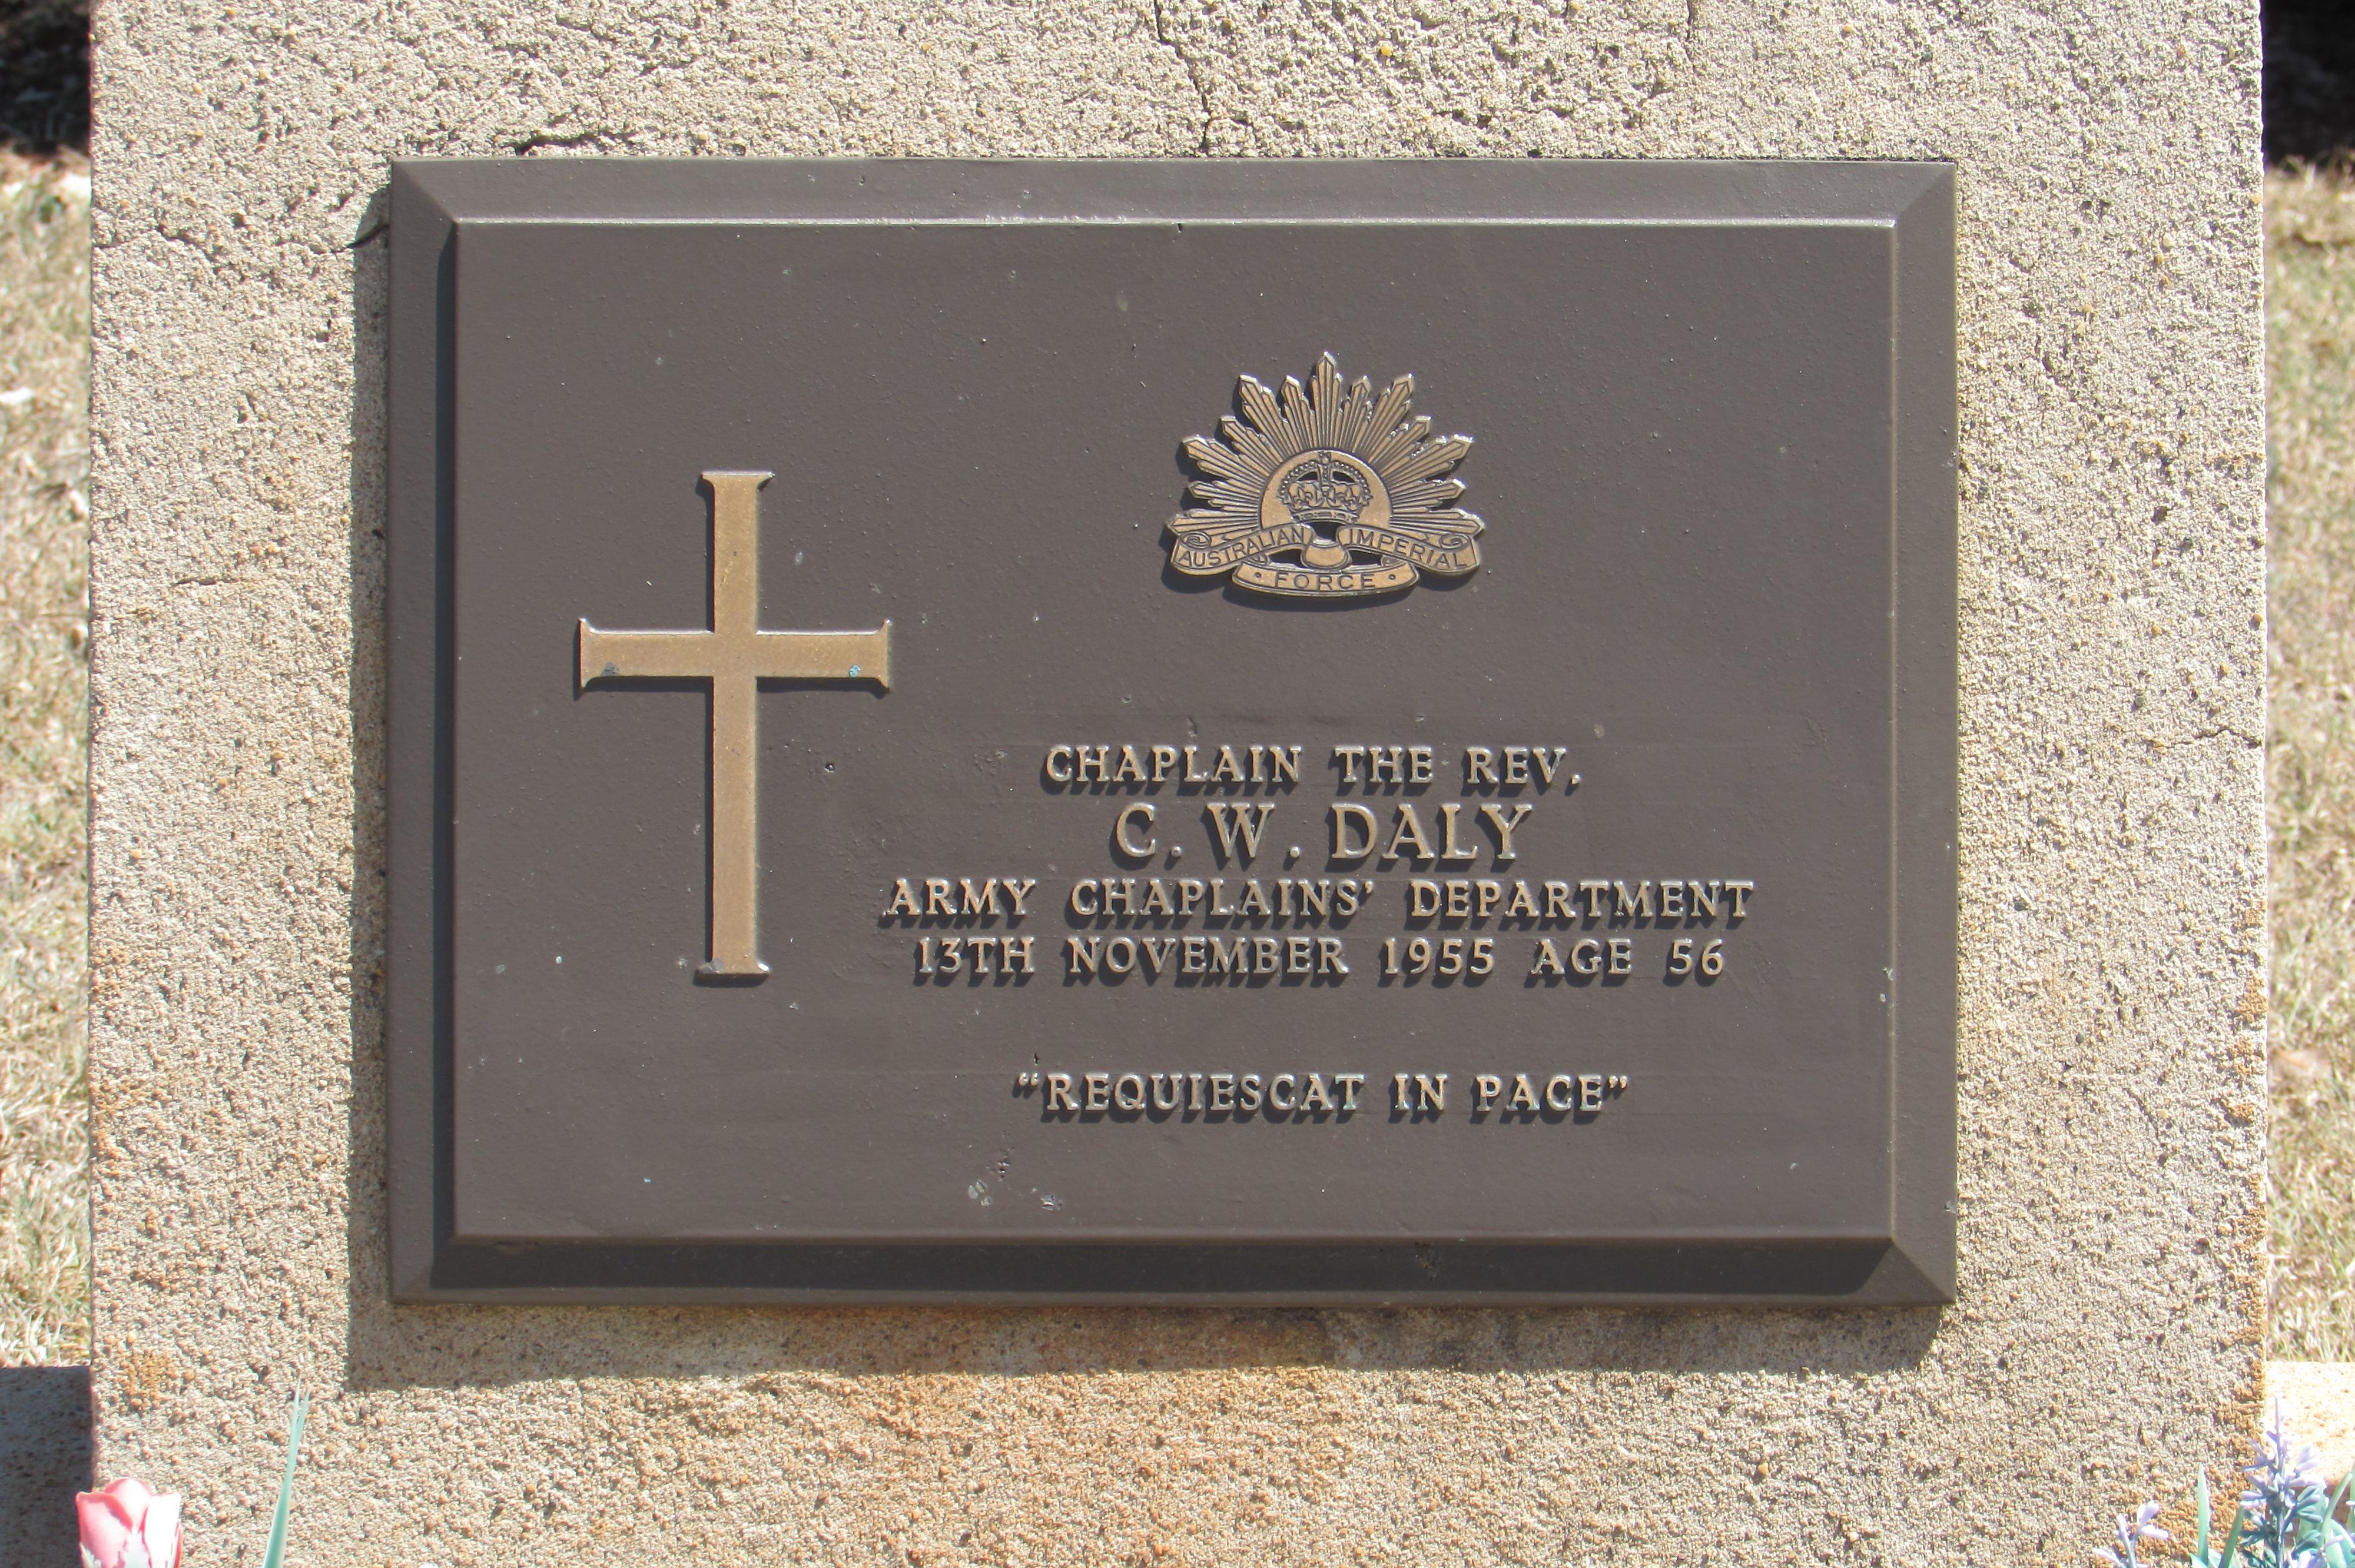 AUSTRALIAN IMPERIAL
FORCE
CHAPLAIN THE REV.
C. W. DALY
ARMY CHAPLAINS' DEPARTMENT
13TH NOVEMBER 1955 AGE 56
"REQUIESCAT IN PACE"